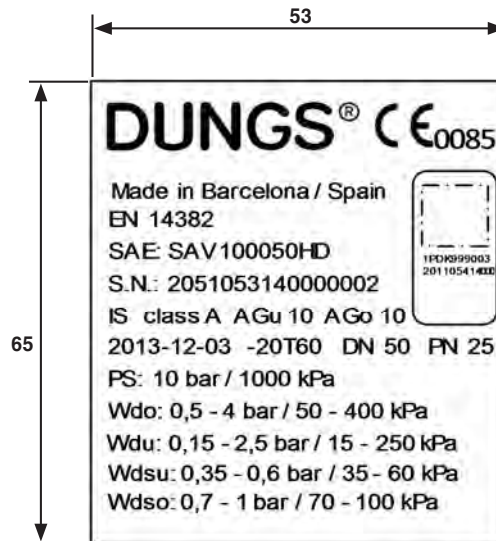 53
65
DUNGS® CE0085
Made in Barcelona / Spain
EN 14382
SAE: SAV100050HD
1PDK999003
S.N.: 2051053140000002
IS class A AGu 10 AGo 10
2013-12-03 -20T60 DN 50 PN 25
PS: 10 bar / 1000 kPa
Wdo: 0,5 - 4 bar / 50 - 400 kPa
Wdu: 0,15 - 2,5 bar / 15 - 250 kPa
Wdsu: 0,35 - 0,6 bar / 35 - 60 kPa
Wdso: 0,7 - 1 bar / 70 - 100 kPa